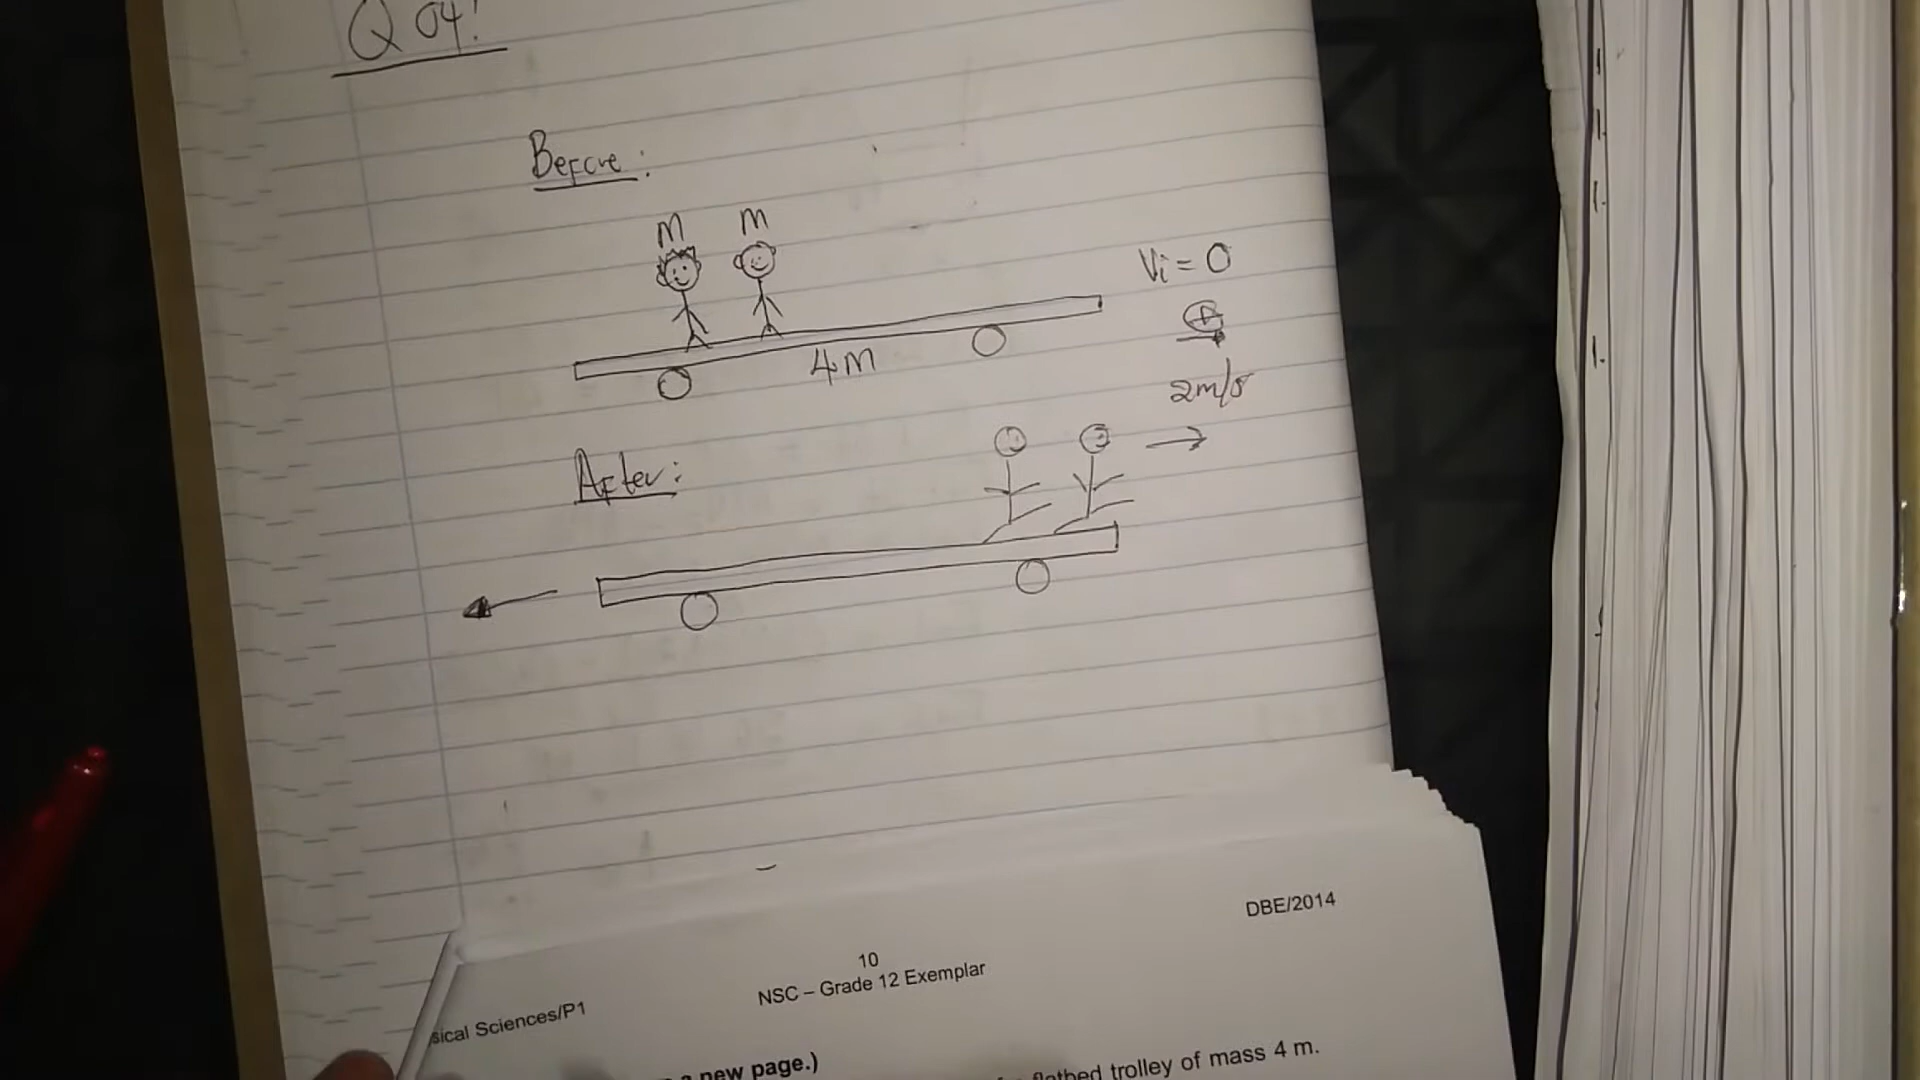 Q 04:
Before:
m m
Vi = 0
4m
2m/s
After:
DBE/2014
10
NSC – Grade 12 Exemplar
sical Sciences/P1
new page.)
flatbed trolley of mass 4 m.